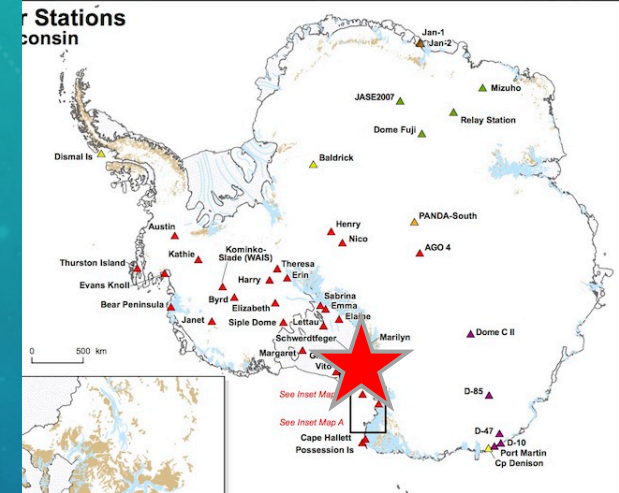 r Stations
consin
Jan-1
Jan-2
Mizuho
JASE2007
Relay Station
Dome Fuji
Dismal Is
Baldrick
PANDA-South
Austin
Henry
Nico
AGO 4
Kathie
Kominko-
Slade (WAIS)
Theresa
Thurston Island
Erin
Harry
Evans Knoll
Byrd
Sabrina
Bear Peninsula
Elizabeth
Emma
Elaine
Janet
Siple Dome
Lettau
Dome C II
Schwerdtfeger
Marilyn
0 500 km
Margaret
G
Vito
D-85
See Inset Map
See Inset Map A
D-47
D-10
Cape Hallett
Port Martin
Possession Is
Cp Denison